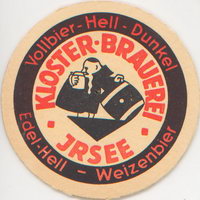 Vollbier-Hell-Dunkel
KLOSTER-BRAUEREI
· JRSEE ·
Edel-Hell - Weizenbier